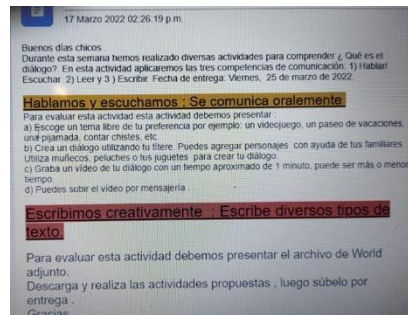 17 Marzo 2022 02:26:19 p.m.
Buenos días chicos
Durante esta semana hemos realizado diversas actividades para comprender ¿ Qué es el
diálogo?. En esta actividad aplicaremos las tres competencias de comunicación: 1) Hablar/
Escuchar 2) Leer y 3 ) Escribir. Fecha de entrega: Viernes, 25 de marzo de 2022.
Hablamos y escuchamos : Se comunica oralmente
Para evaluar esta actividad esta actividad debemos presentar :
a) Escoge un tema libre de tu preferencia por ejemplo: un videojuego, un paseo de vacaciones,
una pijamada, contar chistes, etc.
b) Crea un diálogo utilizando tu títere. Puedes agregar personajes con ayuda de tus familiares.
Utiliza muñecos, peluches o tus juguetes para crear tu diálogo.
c) Graba un video de tu diálogo con un tiempo aproximado de 1 minuto, puede ser más o menor
tiempo.
d) Puedes subir el vídeo por mensajería .
Escribimos creativamente : Escribe diversos tipos de
texto.
Para evaluar esta actividad debemos presentar el archivo de World
adjunto.
Descarga y realiza las actividades propuestas , luego súbelo por
entrega .
Gracias